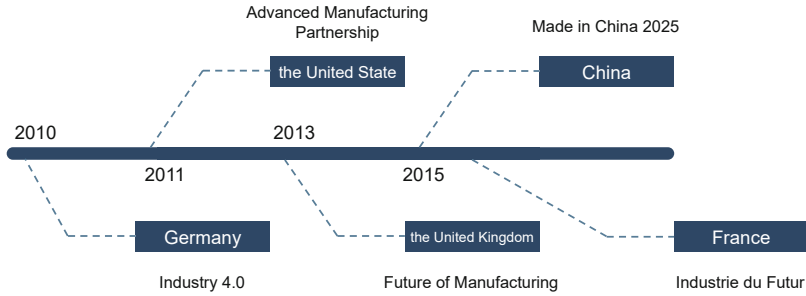 Advanced Manufacturing
Partnership
Made in China 2025
the United State
China
2010
2013
2011
2015
Germany
the United Kingdom
France
Industry 4.0
Future of Manufacturing
Industrie du Futur